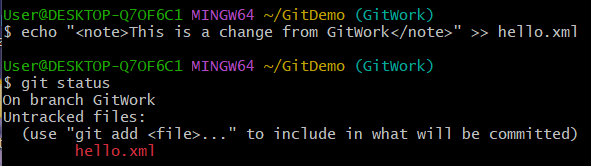 User@DESKTOP-Q7OF6C1 MINGW64 ~/GitDemo (GitWork)
$ echo "<note>This is a change from GitWork</note>" >> hello.xml
User@DESKTOP-Q7OF6C1 MINGW64 ~/GitDemo (GitWork)
$ git status
On branch GitWork
Untracked files:
  (use "git add <file>..." to include in what will be committed)
        hello.xml